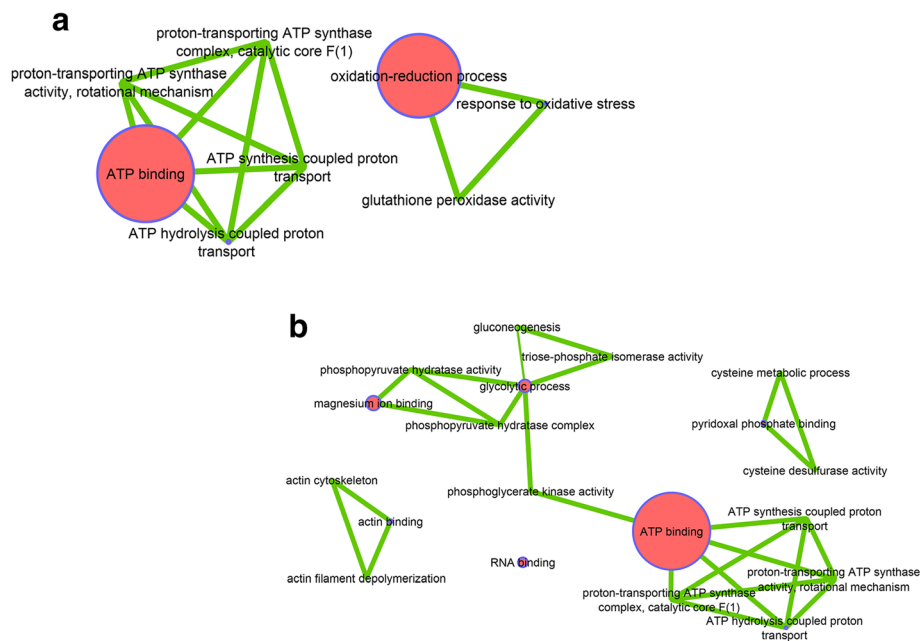 a
proton-transporting ATP synthase
complex, catalytic core F(1)
proton-transporting ATP synthase
activity, rotational mechanism
ATP binding
ATP synthesis coupled proton
transport
ATP hydrolysis coupled proton
transport
oxidation-reduction process
response to oxidative stress
glutathione peroxidase activity
b
gluconeogenesis
triose-phosphate isomerase activity
phosphopyruvate hydratase activity
glycolytic process
magnesium ion binding
phosphopyruvate hydratase complex
cysteine metabolic process
pyridoxal phosphate binding
cysteine desulfurase activity
actin cytoskeleton
actin binding
actin filament depolymerization
phosphoglycerate kinase activity
RNA binding
ATP binding
ATP synthesis coupled proton
transport
proton-transporting ATP synthase
activity, rotational mechanism
proton-transporting ATP synthase
complex, catalytic core F(1)
ATP hydrolysis coupled proton
transport